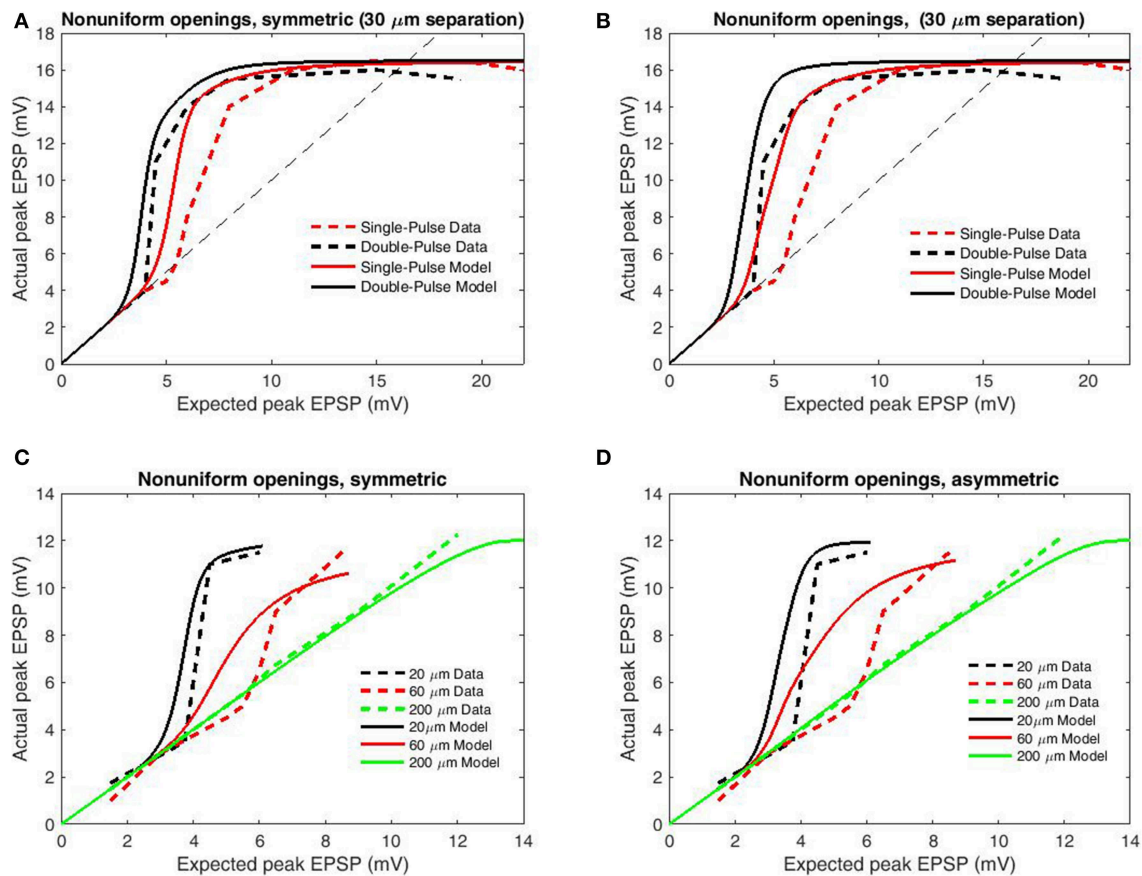 A
Nonuniform openings, symmetric (30 μm separation)
18
16
14
12
10
8
6
4
2
0
Actual peak EPSP (mV)
Single-Pulse Data
Double-Pulse Data
Single-Pulse Model
Double-Pulse Model
0 5 10 15 20
Expected peak EPSP (mV)
B
Nonuniform openings, (30 μm separation)
18
16
14
12
10
8
6
4
2
0
Actual peak EPSP (mV)
Single-Pulse Data
Double-Pulse Data
Single-Pulse Model
Double-Pulse Model
0 5 10 15 20
Expected peak EPSP (mV)
C
Nonuniform openings, symmetric
14
12
10
8
6
4
2
0
Actual peak EPSP (mV)
20 μm Data
60 μm Data
200 μm Data
20μm Model
60 μm Model
200 μm Model
0 2 4 6 8 10 12 14
Expected peak EPSP (mV)
D
Nonuniform openings, asymmetric
14
12
10
8
6
4
2
0
Actual peak EPSP (mV)
20 μm Data
60 μm Data
200 μm Data
20μm Model
60 μm Model
200 μm Model
0 2 4 6 8 10 12 14
Expected peak EPSP (mV)